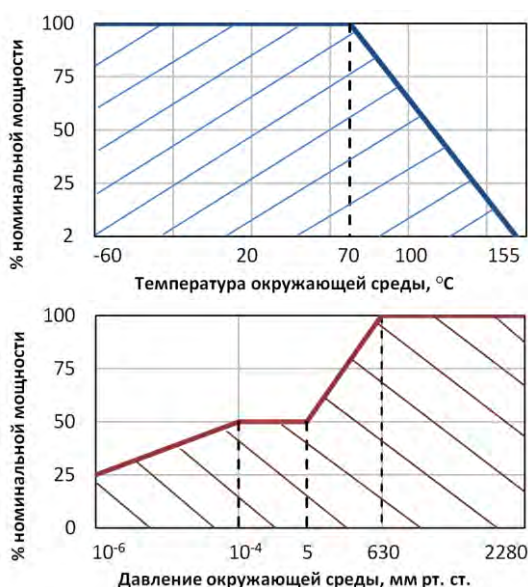 % номинальной мощности
100
75
50
25
2
-60 20 70 100 155
Температура окружающей среды, °С
% номинальной мощности
100
75
50
25
0
10⁻⁶ 10⁻⁴ 5 630 2280
Давление окружающей среды, мм рт. ст.